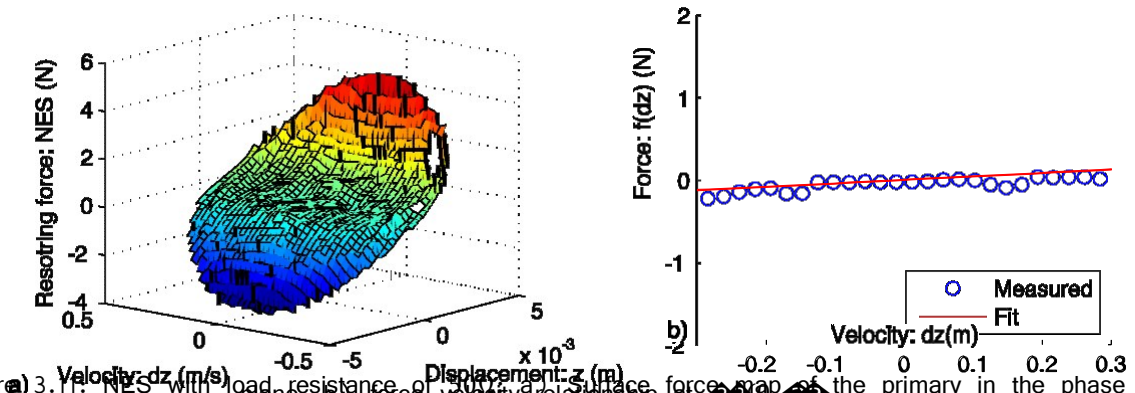 6
4
2
0
-2
-4
Resotring force: NES (N)
0.5
0
-0.5
-5
0
5
x 10⁻³
Velocity: dz (m/s)
Displacement: z (m)
a)
2
1
0
-1
-2
Force: f(dz) (N)
Measured
Fit
b)
Velocity: dz(m)
-0.2
-0.1
0
0.1
0.2
0.3
3.11: NES with load resistance of a) Surface force map of the primary in the phase